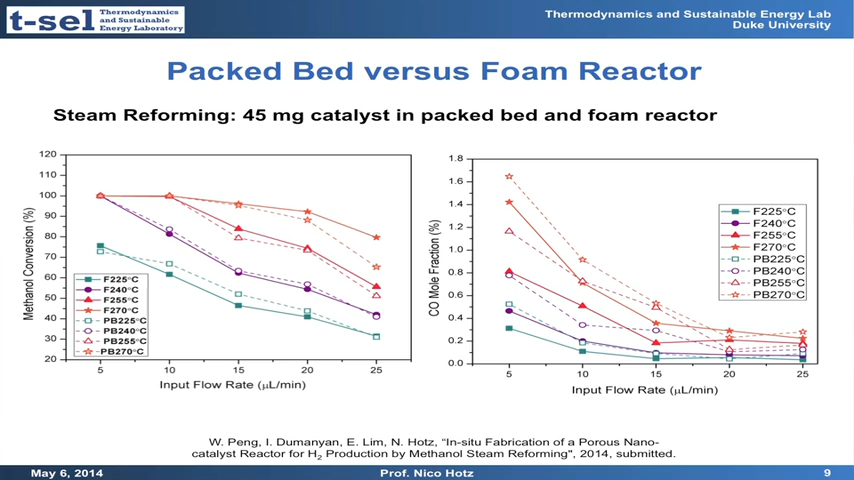 t-sel Thermodynamics
and Sustainable
Energy Laboratory
Thermodynamics and Sustainable Energy Lab
Duke University
Packed Bed versus Foam Reactor
Steam Reforming: 45 mg catalyst in packed bed and foam reactor
Methanol Conversion (%)
120
110
100
90
80
70
60
50
40
30
20
F225°C
F240°C
F255°C
F270°C
PB225°C
PB240°C
PB255°C
PB270°C
5 10 15 20 25
Input Flow Rate (μL/min)
CO Mole Fraction (%)
1.8
1.6
1.4
1.2
1.0
0.8
0.6
0.4
0.2
0.0
F225°C
F240°C
F255°C
F270°C
PB225°C
PB240°C
PB255°C
PB270°C
5 10 15 20 25
Input Flow Rate (μL/min)
W. Peng, I. Dumanyan, E. Lim, N. Hotz, "In-situ Fabrication of a Porous Nano-
catalyst Reactor for H2 Production by Methanol Steam Reforming", 2014, submitted.
May 6, 2014 Prof. Nico Hotz 9